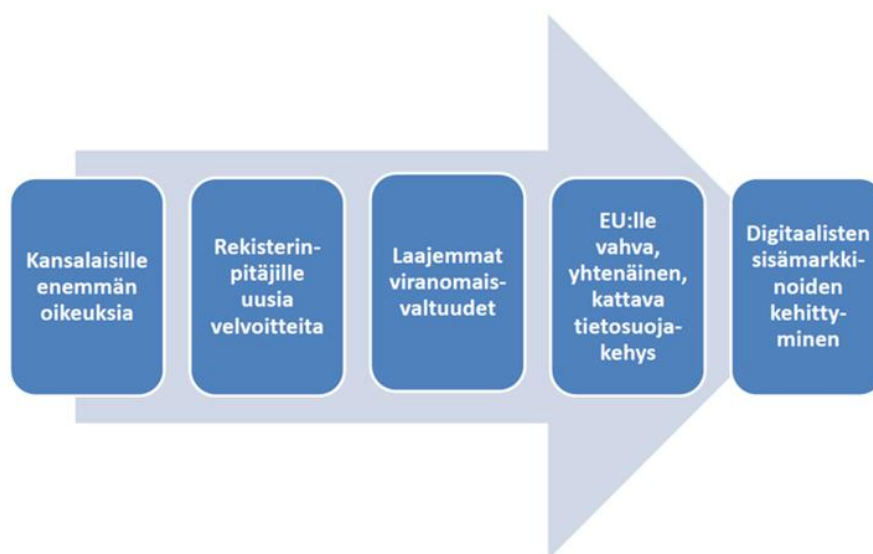 Kansalaisille
enemmän
oikeuksia
Rekisterin-
pitäjille
uusia
velvoitteita
Laajemmat
viranomais-
valtuudet
EU:lle
vahva,
yhtenäinen,
kattava
tietosuoja-
kehys
Digitaalisten
sisämarkki-
noiden
kehitty-
minen